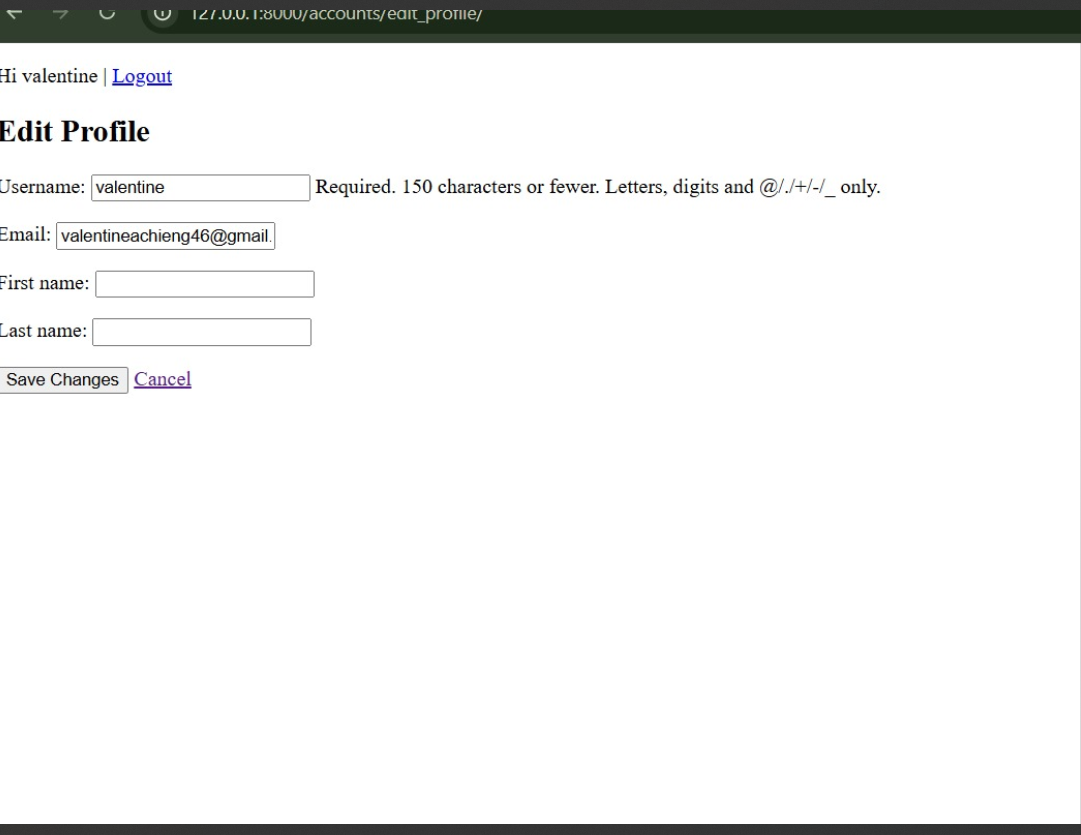 127.0.0.1:8000/accounts/edit_profile/
Hi valentine | Logout
Edit Profile
Username: valentine Required. 150 characters or fewer. Letters, digits and @/./+/-/_ only.
Email: valentineachieng46@gmail.
First name:
Last name:
Save Changes Cancel